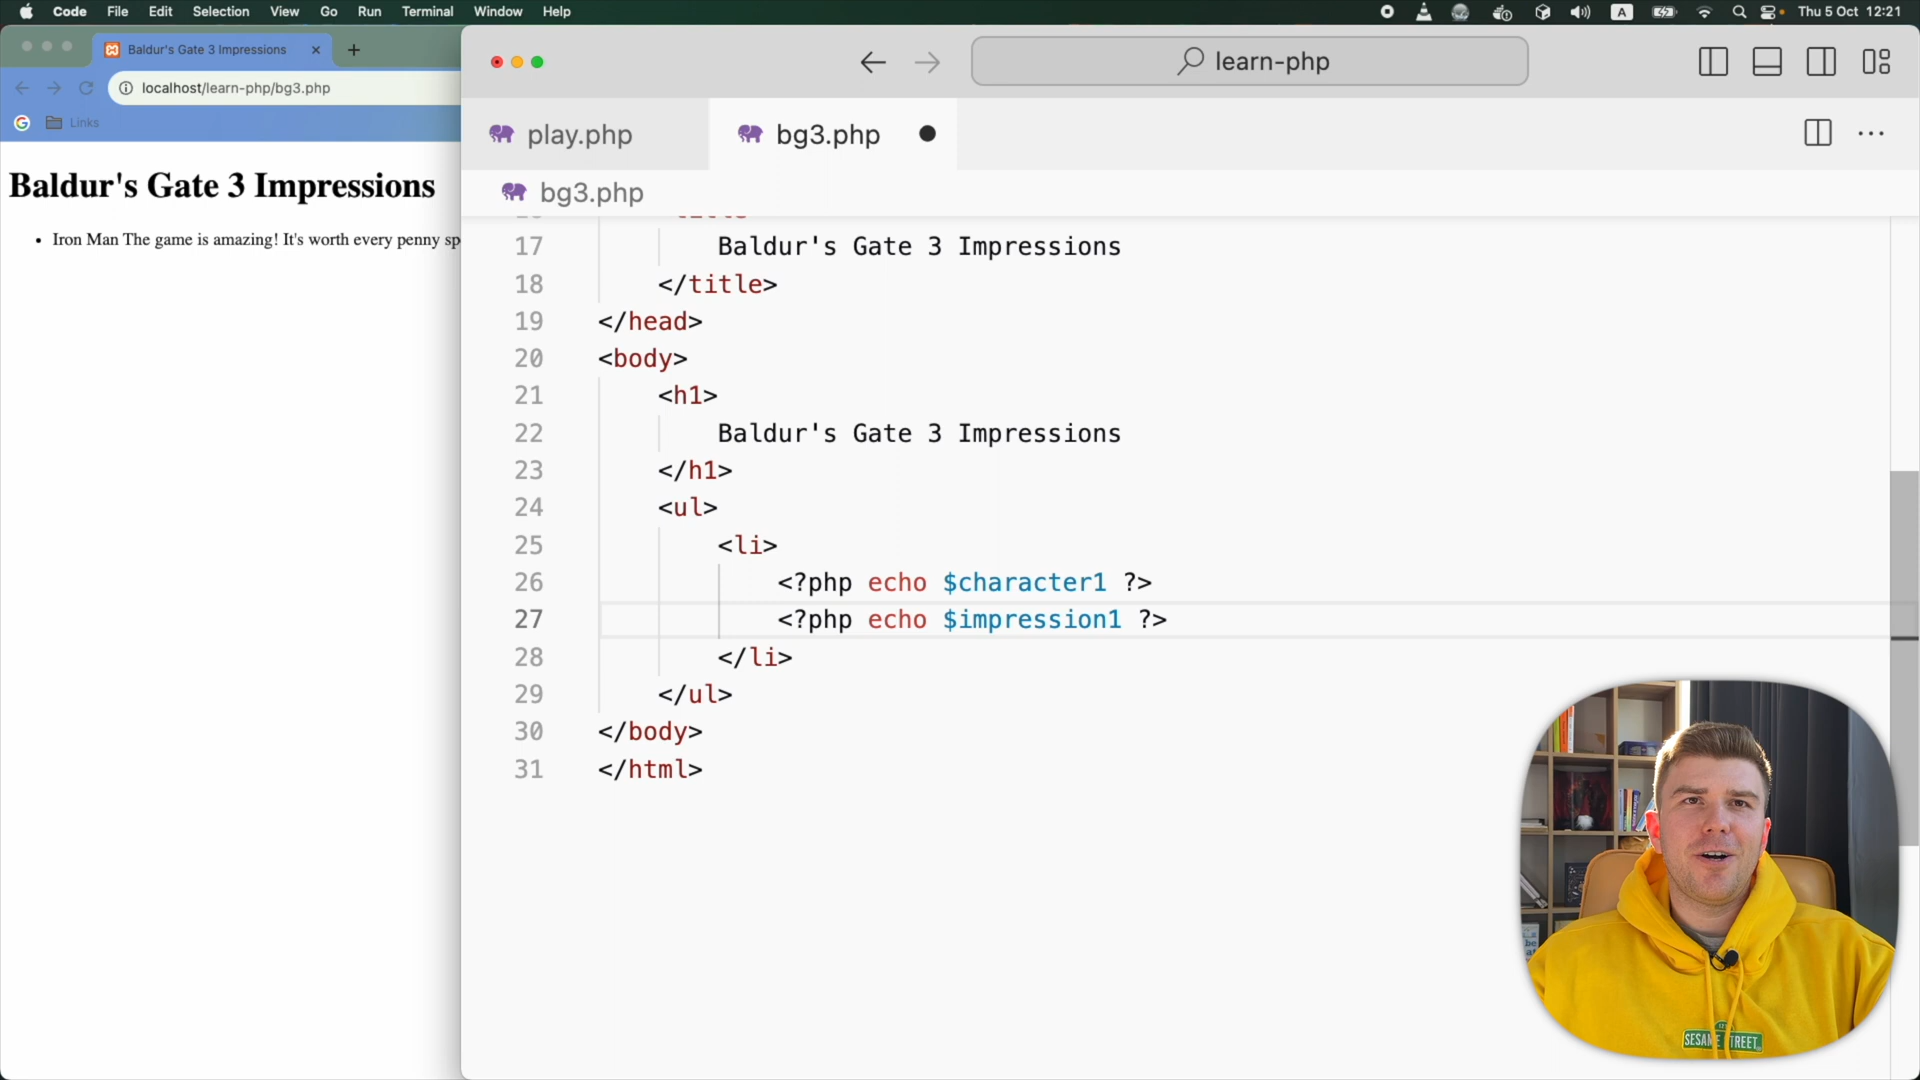 Code File Edit Selection View Go Run Terminal Window Help
A
Thu 5 Oct 12:21
Baldur's Gate 3 Impressions
localhost/learn-php/bg3.php
Links
Baldur's Gate 3 Impressions
• Iron Man The game is amazing! It's worth every penny sp
learn-php
play.php
bg3.php
bg3.php
17 Baldur's Gate 3 Impressions
18 </title>
19 </head>
20 <body>
21 <h1>
22 Baldur's Gate 3 Impressions
23 </h1>
24 <ul>
25 <li>
26 <?php echo $character1 ?>
27 <?php echo $impression1 ?>
28 </li>
29 </ul>
30 </body>
31 </html>
SESAME STREET